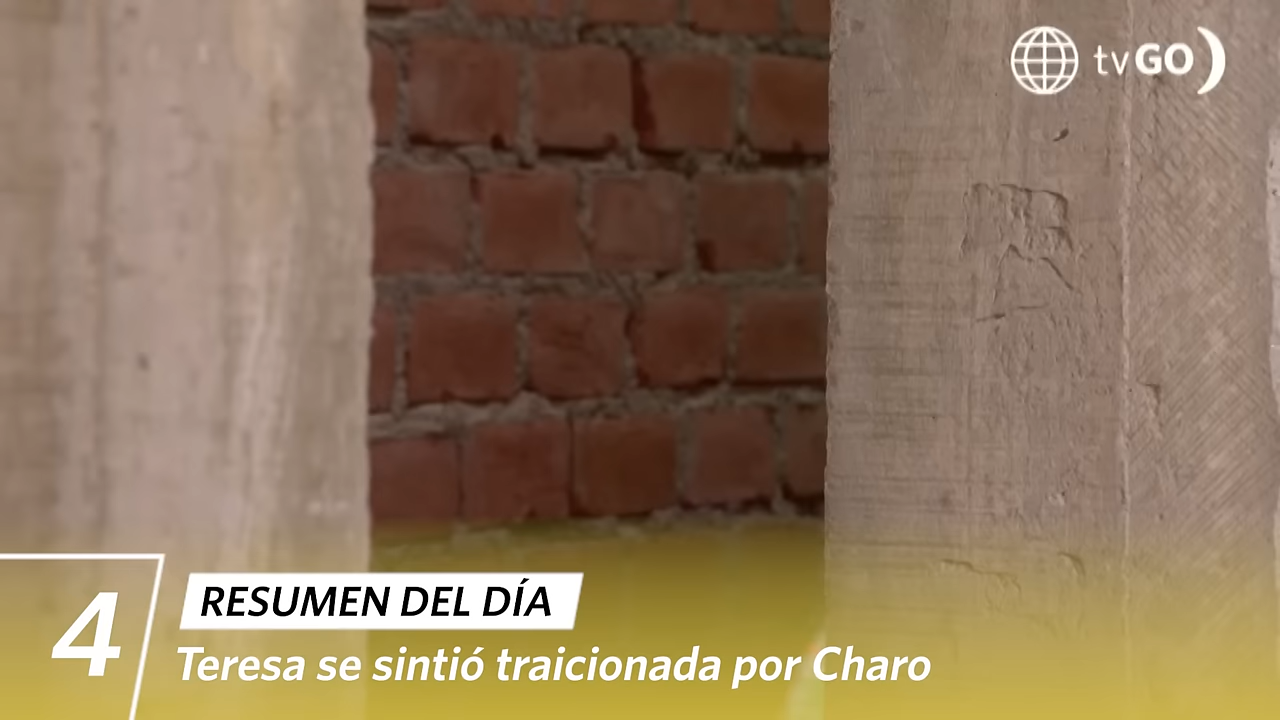 tvGO
4
RESUMEN DEL DÍA
Teresa se sintió traicionada por Charo